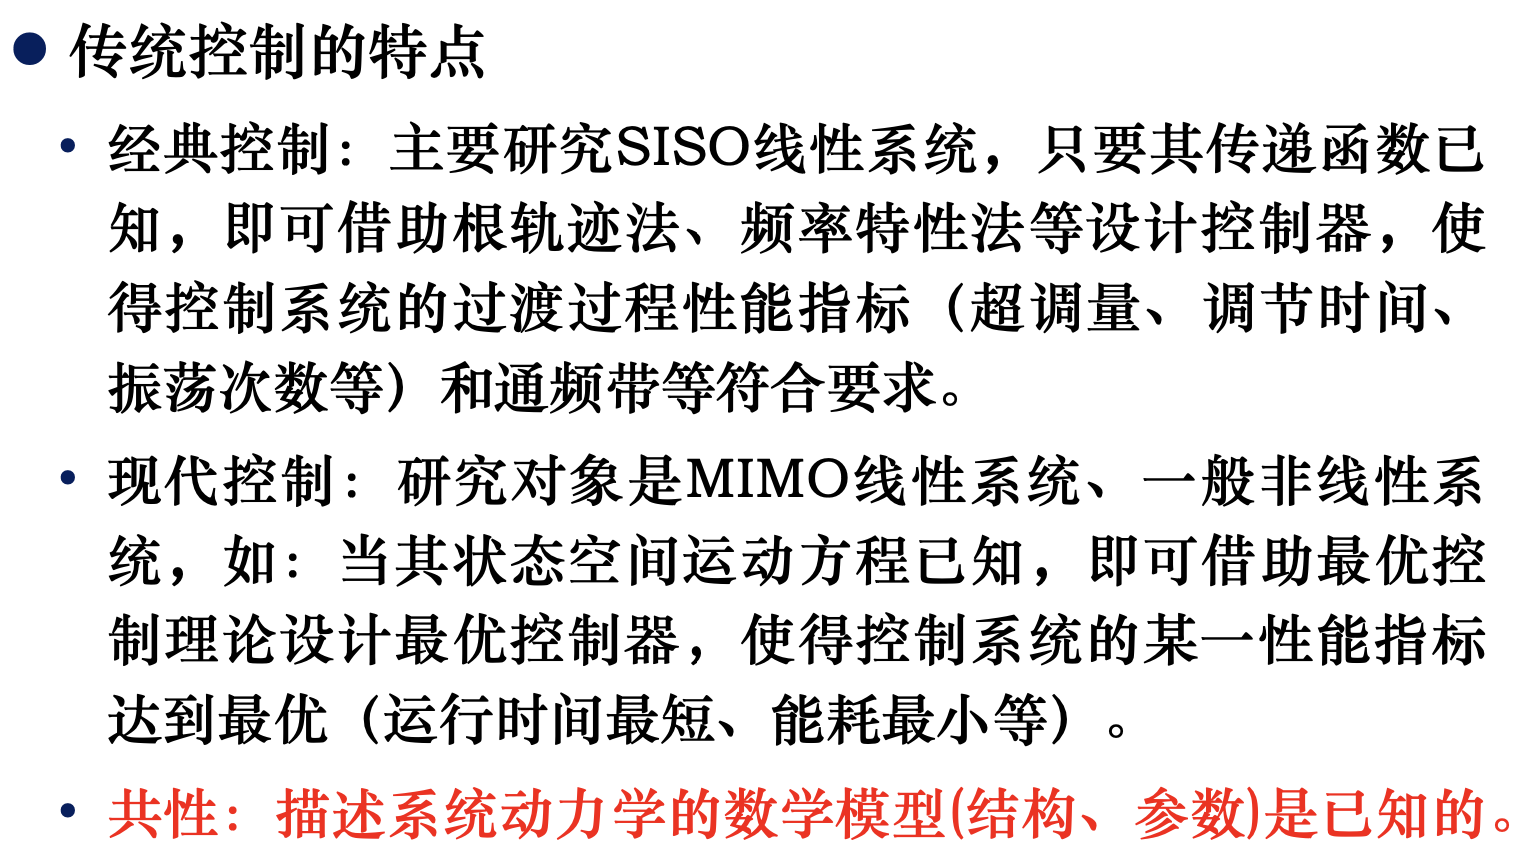 ● 传统控制的特点
• 经典控制：主要研究SISO线性系统，只要其传递函数已
知，即可借助根轨迹法、频率特性法等设计控制器，使
得控制系统的过渡过程性能指标（超调量、调节时间、
振荡次数等）和通频带等符合要求。
• 现代控制：研究对象是MIMO线性系统、一般非线性系
统，如：当其状态空间运动方程已知，即可借助最优控
制理论设计最优控制器，使得控制系统的某一性能指标
达到最优（运行时间最短、能耗最小等）。
• 共性：描述系统动力学的数学模型(结构、参数)是已知的。